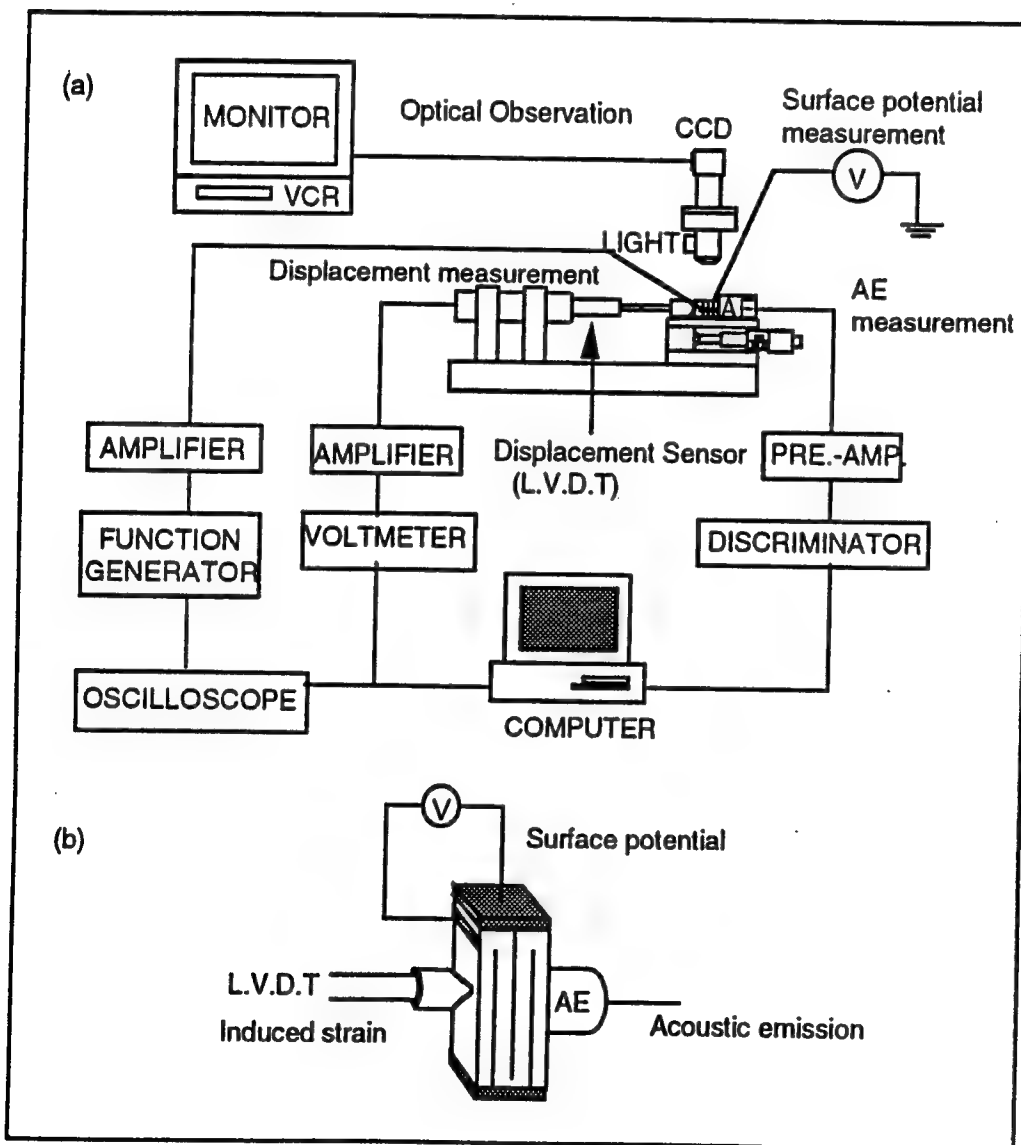 (a)
MONITOR
VCR
Optical Observation
CCD
Surface potential
measurement
V
LIGHT
Displacement measurement
AE
AE
measurement
AMPLIFIER
AMPLIFIER
Displacement Sensor
(L.V.D.T)
PRE.-AMP.
FUNCTION
GENERATOR
VOLTMETER
DISCRIMINATOR
OSCILLOSCOPE
COMPUTER
(b)
V
Surface potential
L.V.D.T
Induced strain
AE
Acoustic emission